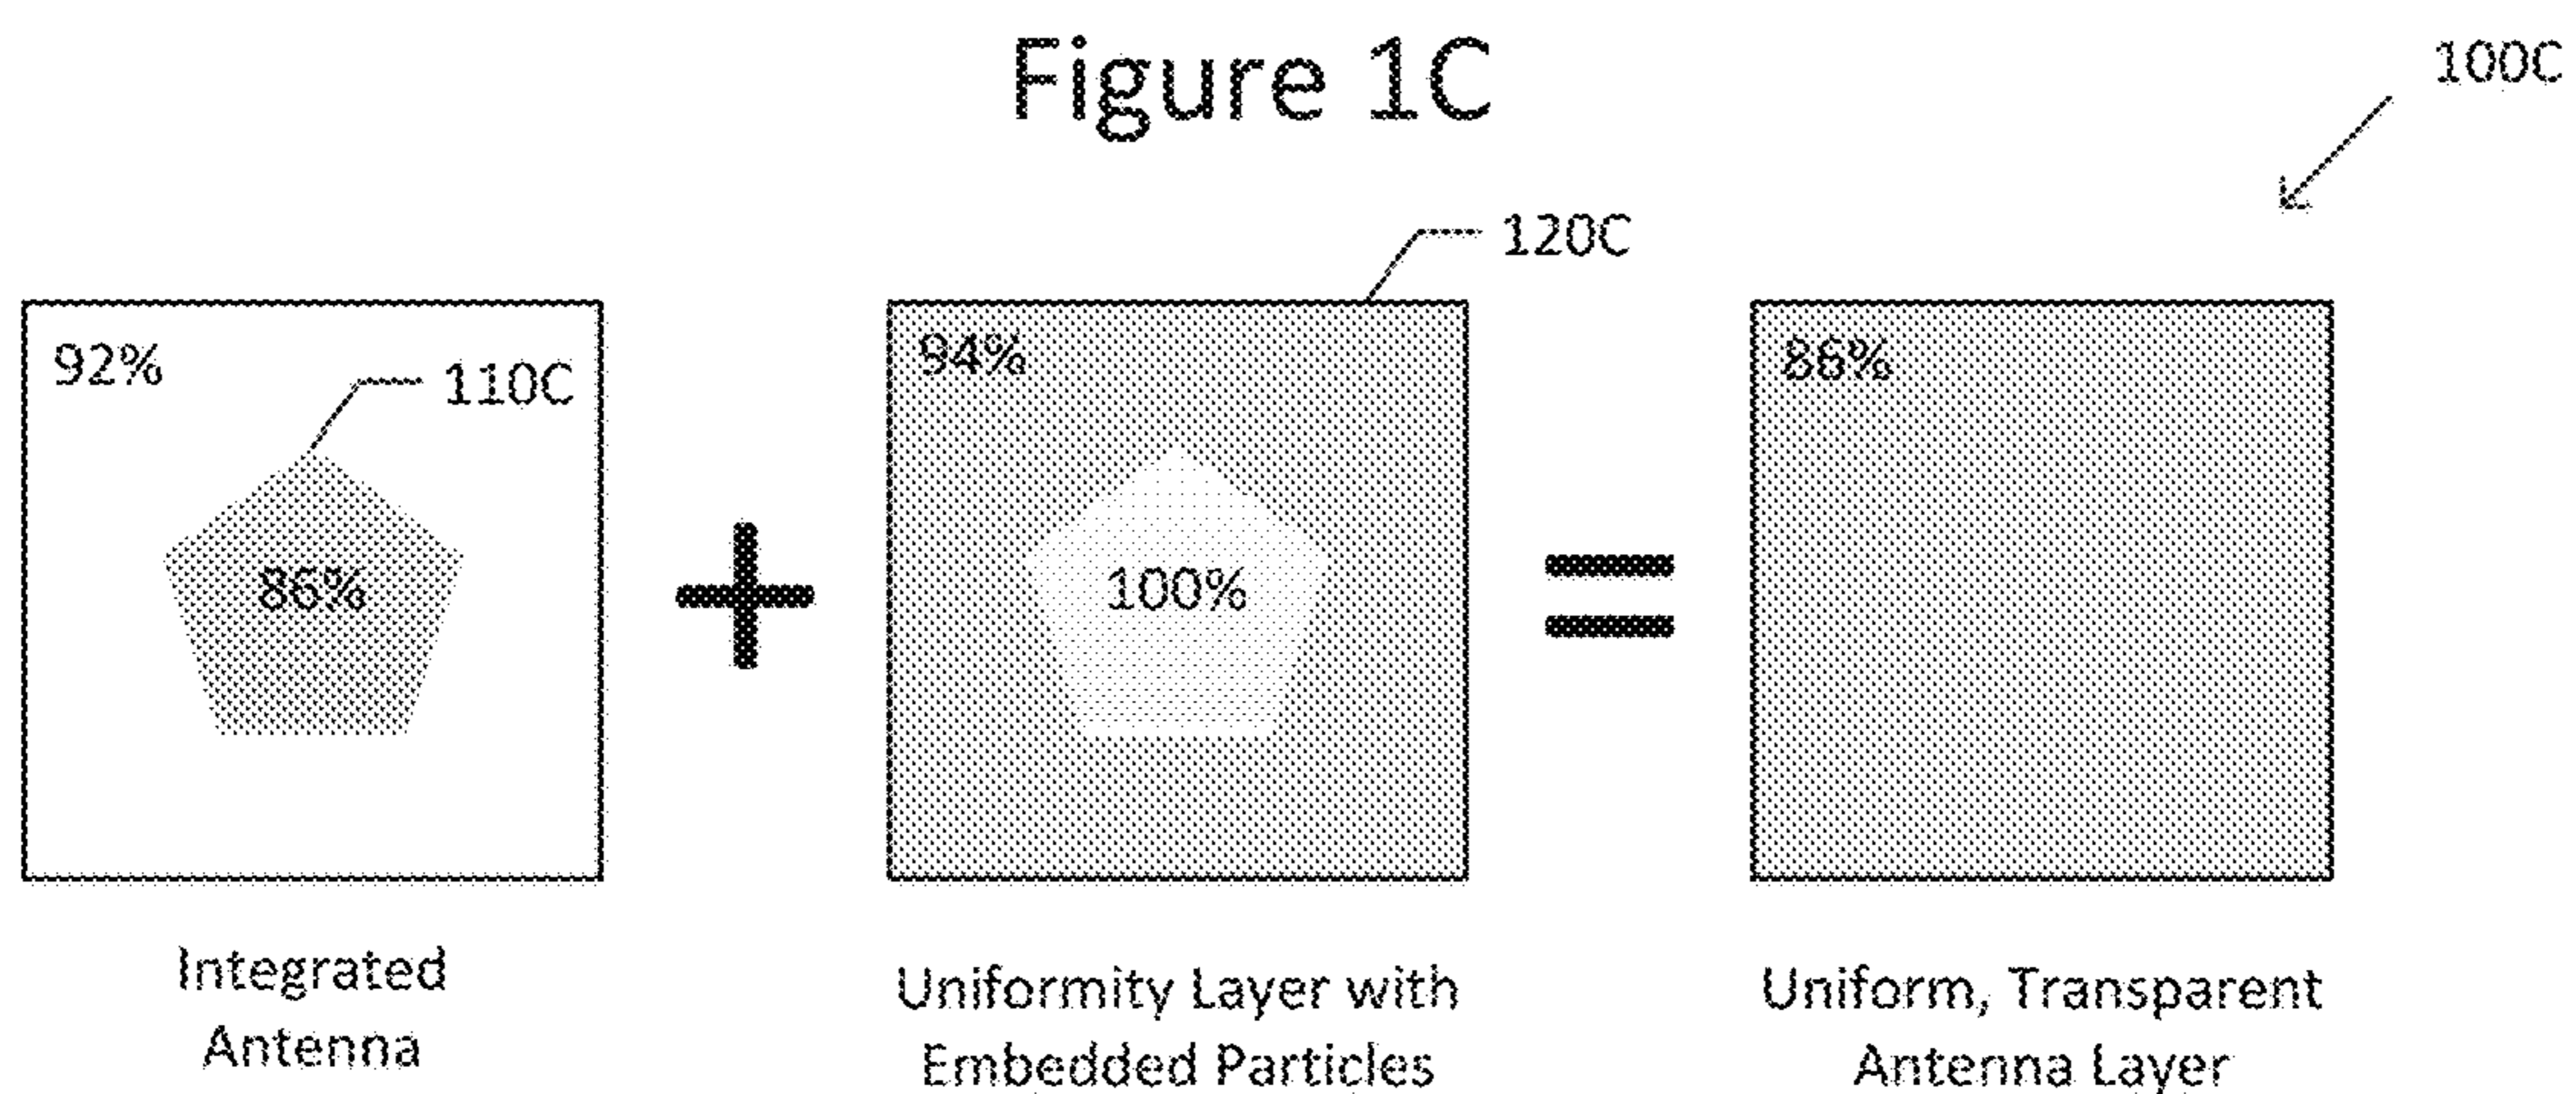 Figure 1C
100C
120C
92%
110C
94%
86%
86%
100%
Integrated
Antenna
Uniformity Layer with
Embedded Particles
Uniform, Transparent
Antenna Layer